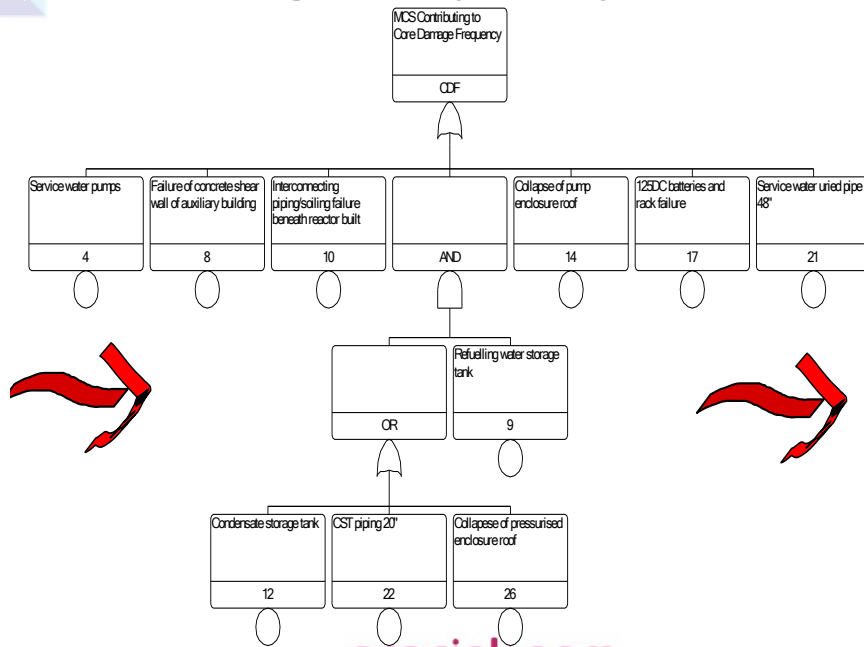 MCS Contributing to
Core Damage Frequency
CDF
Service water pumps
4
Failure of concrete shear
wall of auxiliary building
8
Interconnecting
piping/soiling failure
beneath reactor built
10
AND
Collapse of pump
enclosure roof
14
125DC batteries and
rack failure
17
Service water uried pipe
48"
21
OR
Refuelling water storage
tank
9
Condensate storage tank
12
CST piping 20"
22
Collapese of pressurised
enclosure roof
26